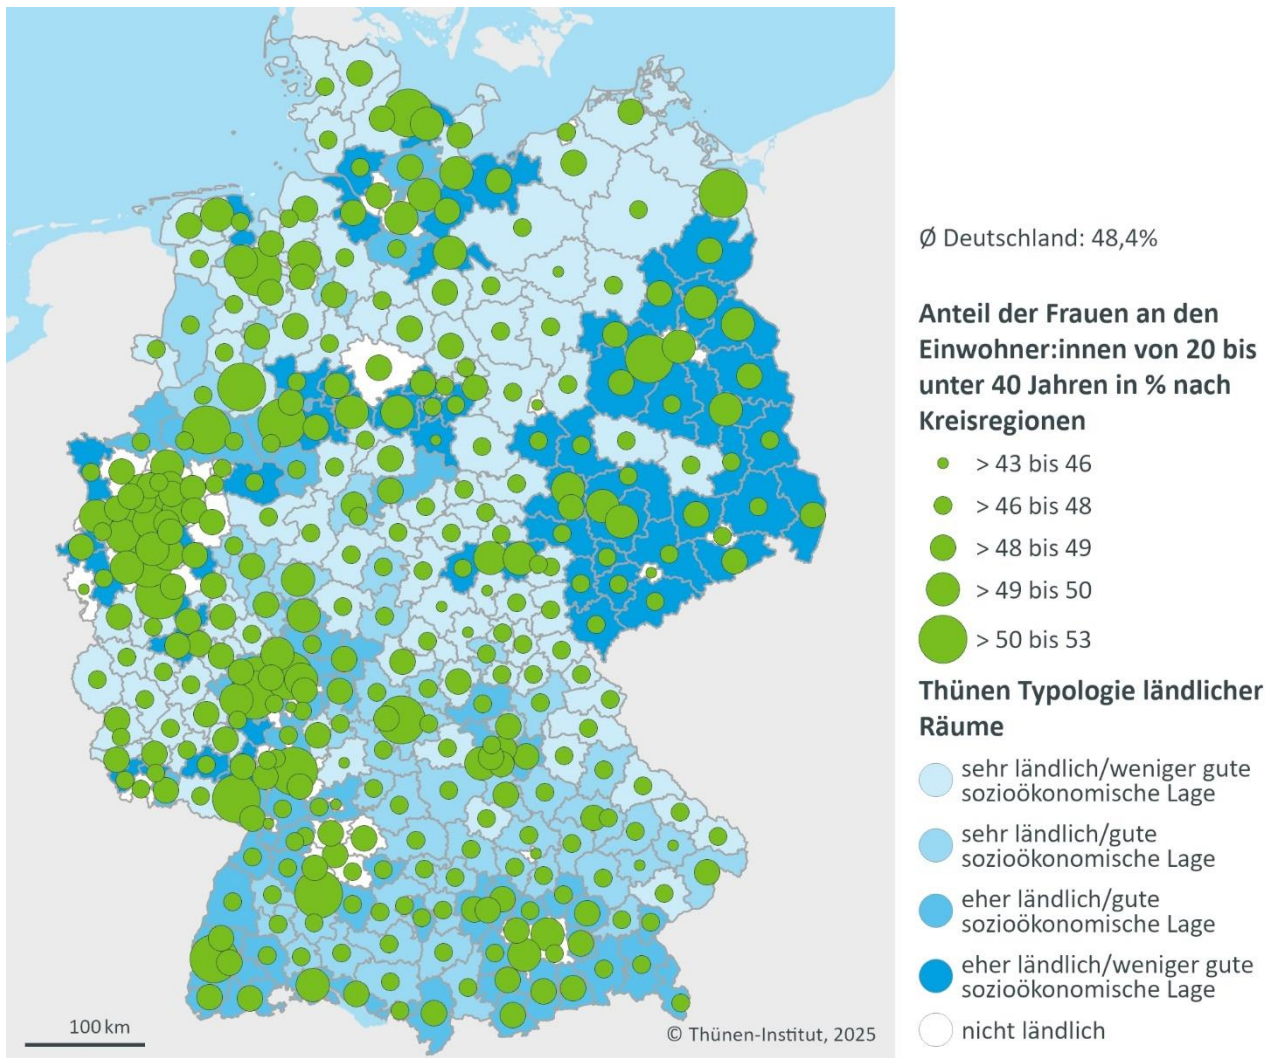 Ø Deutschland: 48,4%
Anteil der Frauen an den
Einwohner:innen von 20 bis
unter 40 Jahren in % nach
Kreisregionen
> 43 bis 46
> 46 bis 48
> 48 bis 49
> 49 bis 50
> 50 bis 53
Thünen Typologie ländlicher
Räume
sehr ländlich/weniger gute
sozioökonomische Lage
sehr ländlich/gute
sozioökonomische Lage
eher ländlich/gute
sozioökonomische Lage
eher ländlich/weniger gute
sozioökonomische Lage
nicht ländlich
100 km
© Thünen-Institut, 2025